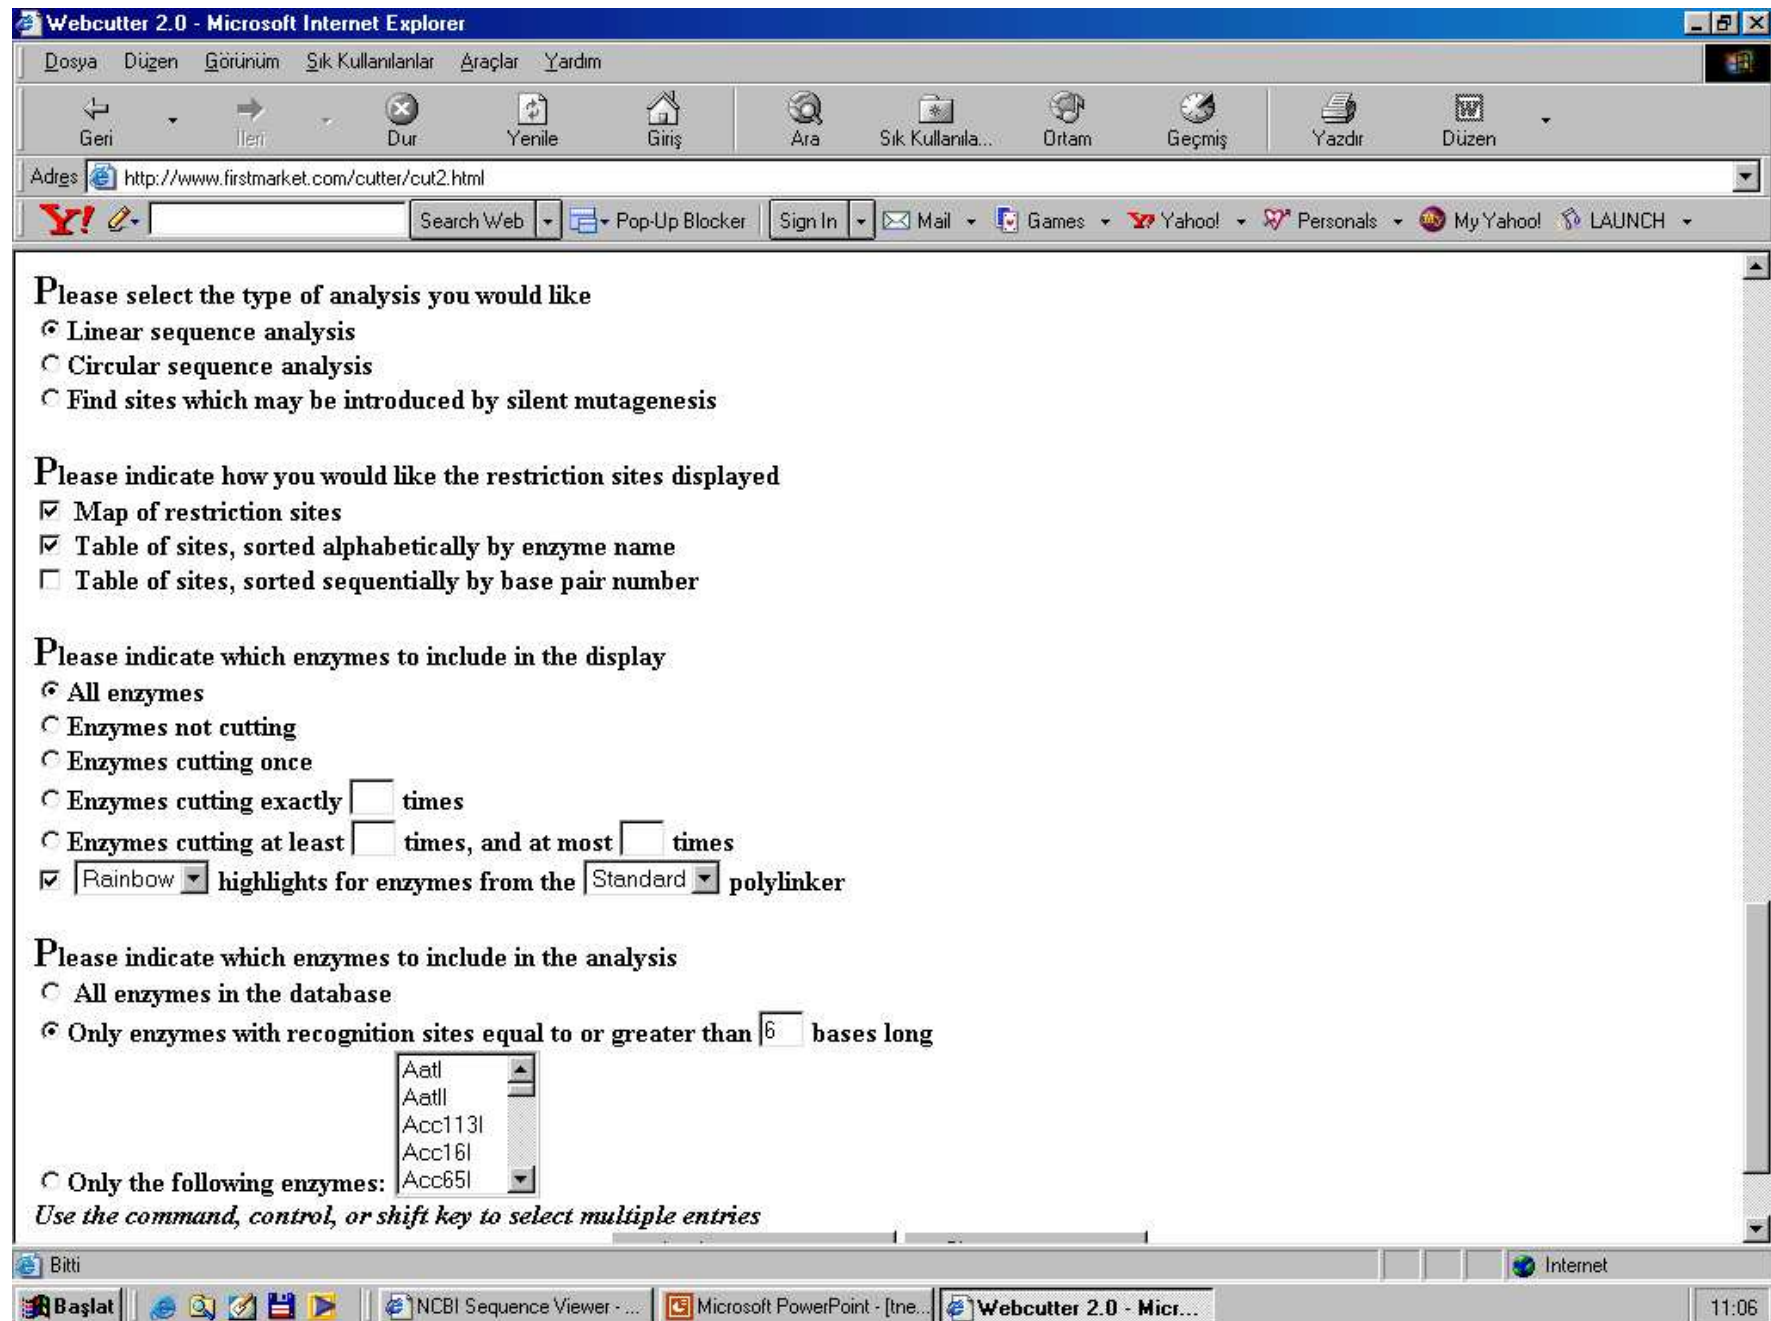 Webcutter 2.0 - Microsoft Internet Explorer
Dosya Düzen Görünüm Sık Kullanılanlar Araçlar Yardım
Geri İleri Dur Yenile Giriş Ara Sık Kullanıla... Ortam Geçmiş Yazdır Düzen
Adres http://www.firstmarket.com/cutter/cut2.html
Y! Search Web Pop-Up Blocker Sign In Mail Games Yahoo! Personals My Yahoo! LAUNCH
Please select the type of analysis you would like
Linear sequence analysis
Circular sequence analysis
Find sites which may be introduced by silent mutagenesis
Please indicate how you would like the restriction sites displayed
Map of restriction sites
Table of sites, sorted alphabetically by enzyme name
Table of sites, sorted sequentially by base pair number
Please indicate which enzymes to include in the display
All enzymes
Enzymes not cutting
Enzymes cutting once
Enzymes cutting exactly times
Enzymes cutting at least times, and at most times
Rainbow highlights for enzymes from the Standard polylinker
Please indicate which enzymes to include in the analysis
All enzymes in the database
Only enzymes with recognition sites equal to or greater than 6 bases long
AatI
AatII
Acc113I
Acc16I
Only the following enzymes: Acc65I
Use the command, control, or shift key to select multiple entries
Bitti Internet
Başlat NCBI Sequence Viewer - ... Microsoft PowerPoint - [tne... Webcutter 2.0 - Micr... 11:06